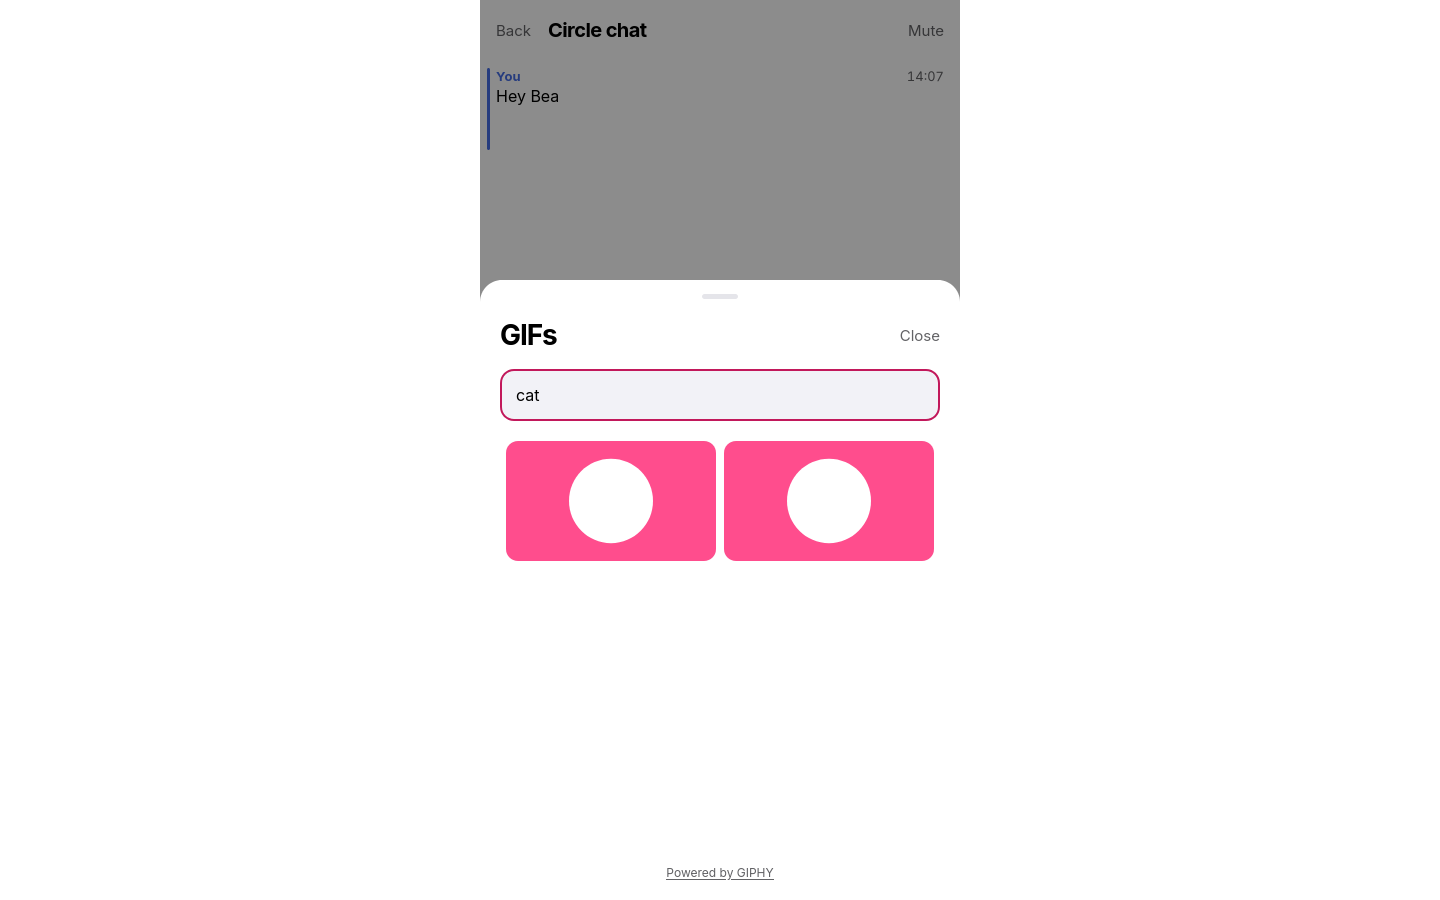 Back Circle chat Mute
You 14:07
Hey Bea
GIFs Close
cat
Powered by GIPHY